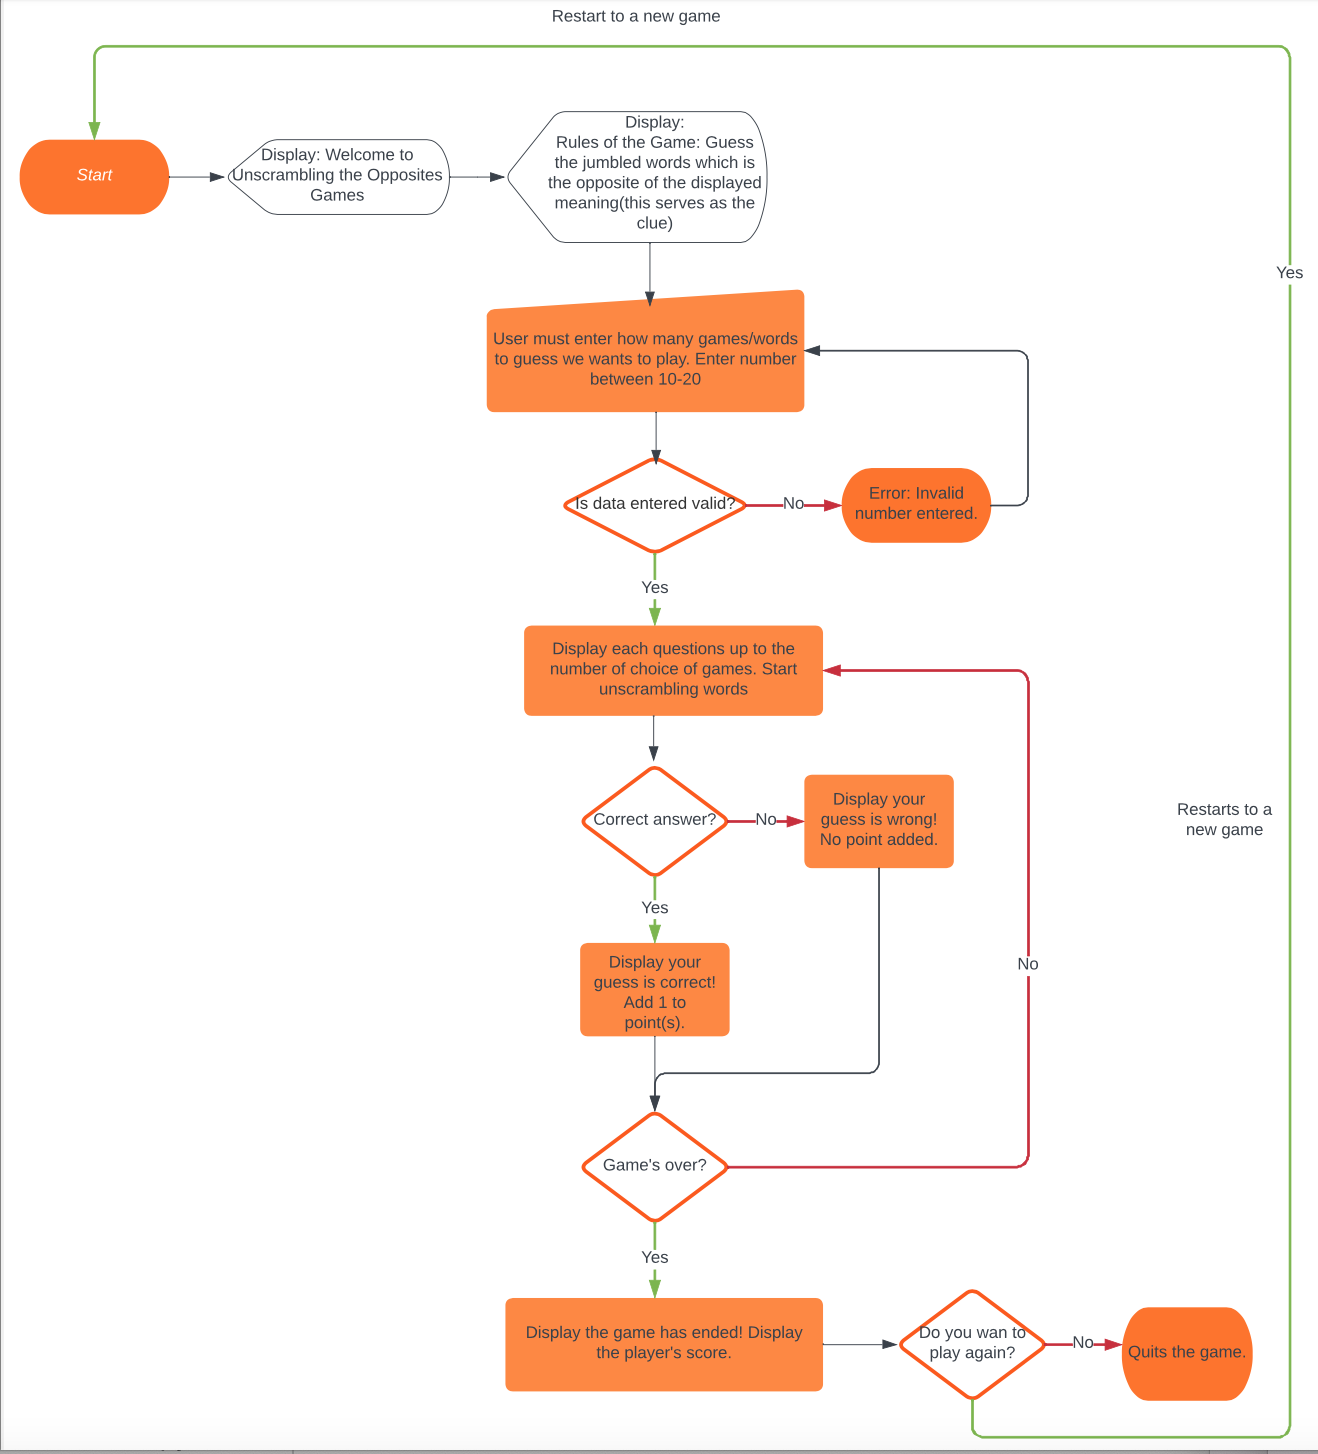 Restart to a new game
Start
Display: Welcome to
Unscrambling the Opposites
Games
Display:
Rules of the Game: Guess
the jumbled words which is
the opposite of the displayed
meaning(this serves as the
clue)
Yes
User must enter how many games/words
to guess we wants to play. Enter number
between 10-20
Is data entered valid?
No
Error: Invalid
number entered.
Yes
Display each questions up to the
number of choice of games. Start
unscrambling words
Correct answer?
No
Display your
guess is wrong!
No point added.
Restarts to a
new game
Yes
Display your
guess is correct!
Add 1 to
point(s).
No
Game's over?
Yes
Display the game has ended! Display
the player's score.
Do you wan to
play again?
No
Quits the game.